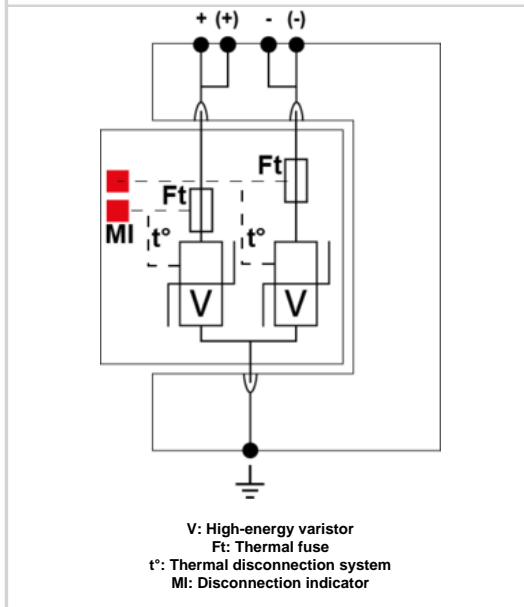 + (+) - (-)
Ft
Ft
MI
t°
t°
V
V
V: High-energy varistor
Ft: Thermal fuse
t°: Thermal disconnection system
MI: Disconnection indicator